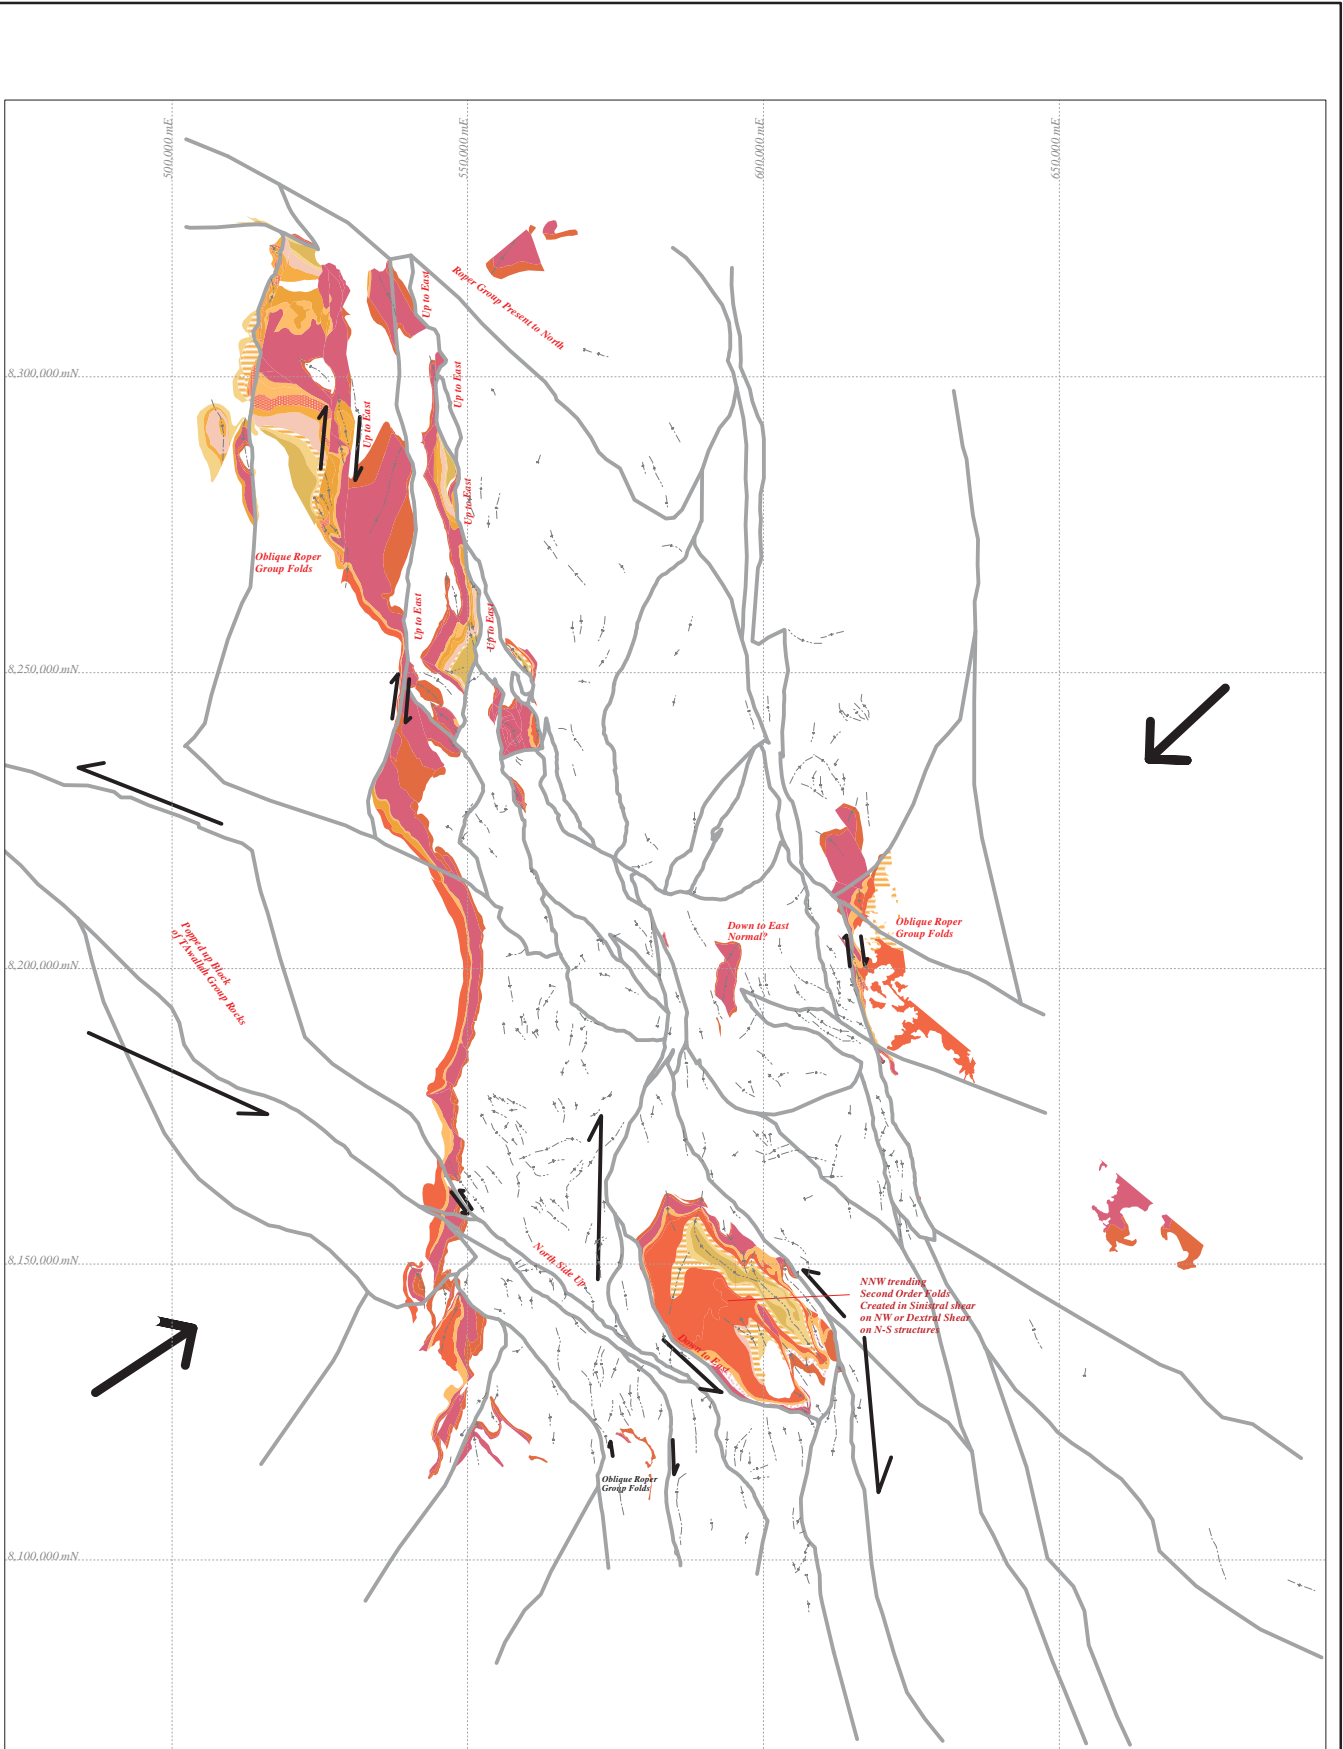 500,000 mE
550,000 mE
600,000 mE
650,000 mE
Up to East
Roper Group Present to North
8,300,000 mN
Up to East
Up to East
Up to East
Oblique Roper
Group Folds
Up to East
Up to East
8,250,000 mN
Popped up Block
of TAwallah Group Rocks
Down to East
Normal?
Oblique Roper
Group Folds
8,200,000 mN
North Side Up
8,150,000 mN
NNW trending
Second Order Folds
Created in Sinistral shear
on NW or Dextral Shear
on N-S structures
Down to East
Oblique Roper
Group Folds
8,100,000 mN